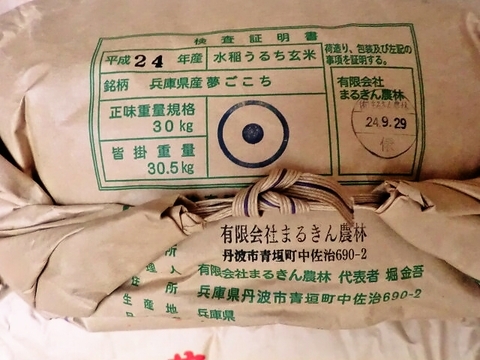 検査証明書
平成24年産 水稲うるち玄米
銘柄 兵庫県産夢ごこち
正味重量規格
30kg
皆掛重量
30.5kg
荷造り、包装及び左記の
事項を証明する。
有限会社
まるきん農林
24.9.29
有限会社まるきん農林
丹波市青垣町中佐治690-2
有限会社まるきん農林 代表者 堀金吾
兵庫県丹波市青垣町中佐治690-2
生産地 兵庫県